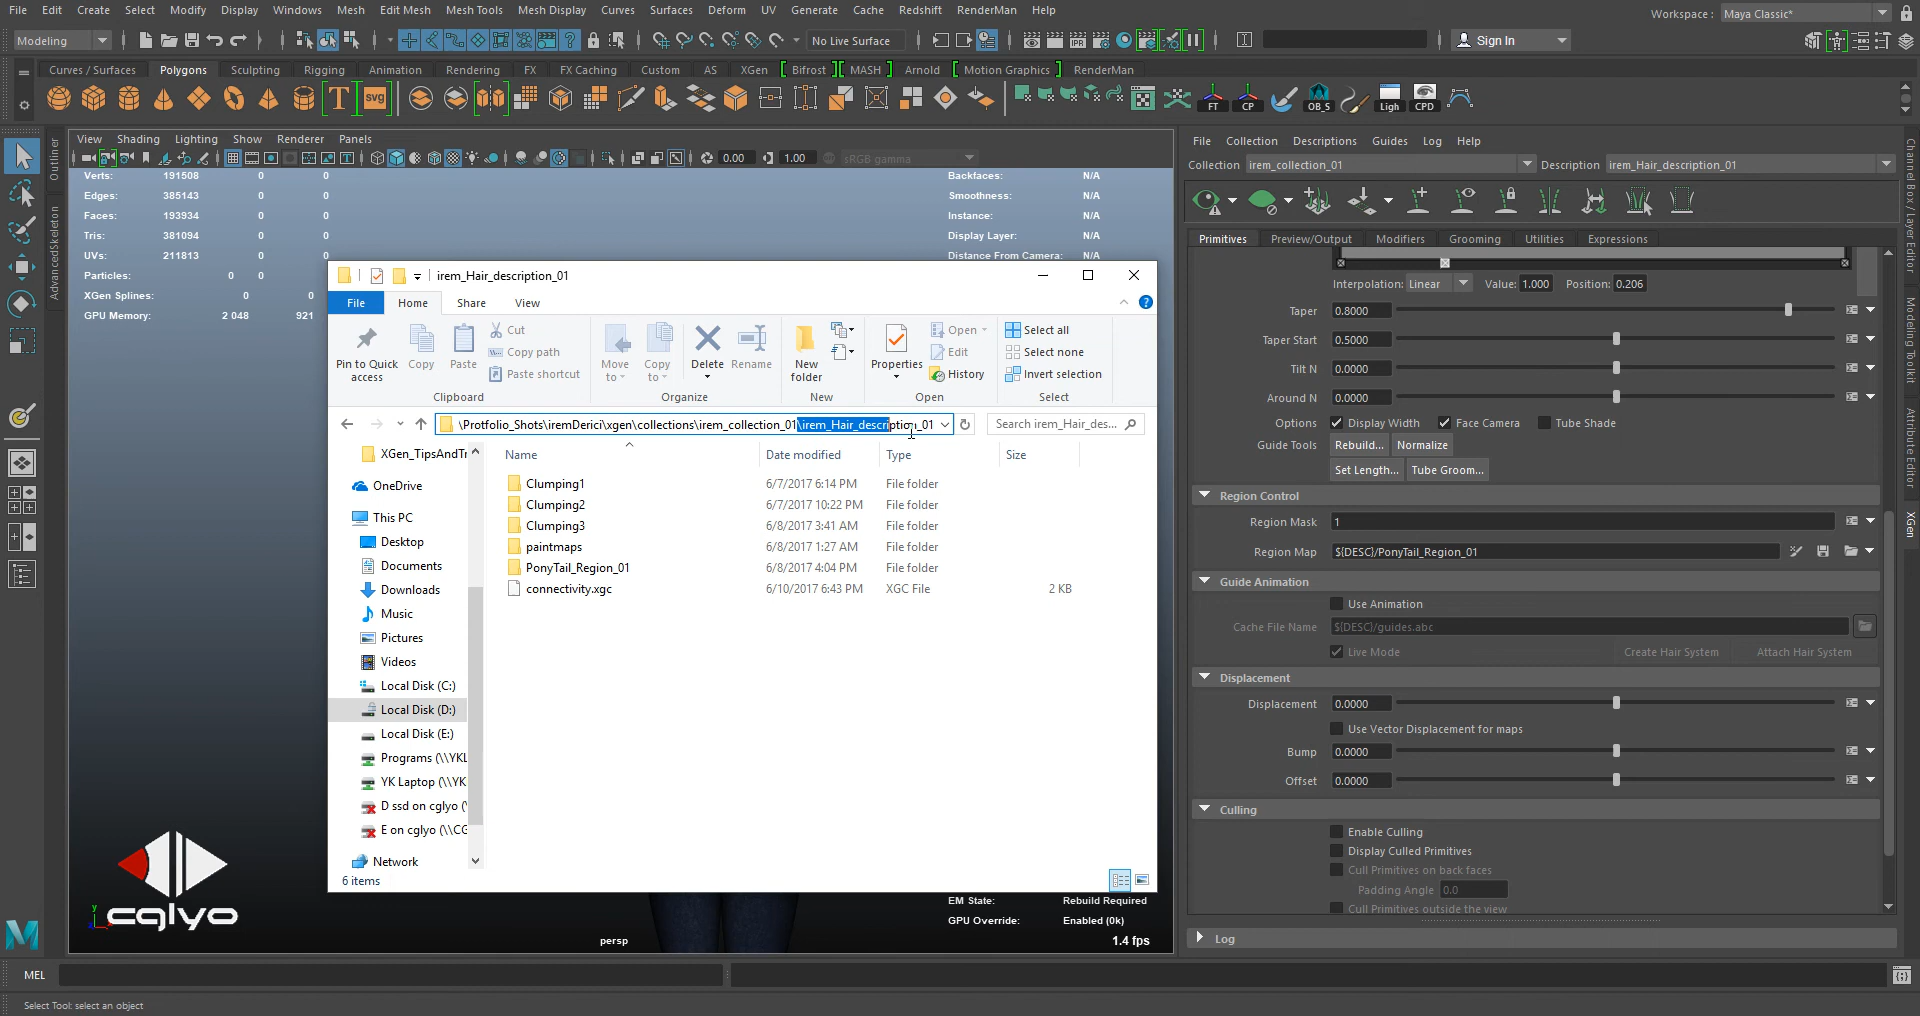 File Edit Create Select Modify Display Windows Mesh Edit Mesh Mesh Tools Mesh Display Curves Surfaces Deform UV Generate Cache Redshift RenderMan Help
Workspace : Maya Classic*
Modeling
No Live Surface
Sign In
Curves / Surfaces Polygons Sculpting Rigging Animation Rendering FX FX Caching Custom AS XGen Bifrost MASH Arnold Motion Graphics RenderMan
T svg FT CP OB_S Ligh CPD
View Shading Lighting Show Renderer Panels
0.00 1.00 sRGB gamma
Verts: 191508 0 0
Edges: 385143 0 0
Faces: 193934 0 0
Tris: 381094 0 0
UVs: 211813 0 0
Particles: 0 0
XGen Splines: 0 0
GPU Memory: 2 048 921
Backfaces: N/A
Smoothness: N/A
Instance: N/A
Display Layer: N/A
Distance From Camera: N/A
Outliner
AdvancedSkeleton
irem_Hair_description_01
File Home Share View
Pin to Quick access
Copy
Paste
Cut
Copy path
Paste shortcut
Clipboard
Move to
Copy to
Delete
Rename
Organize
New folder
New
Properties
Open
Edit
History
Open
Select all
Select none
Invert selection
Select
\Protfolio_Shots\iremDerici\xgen\collections\irem_collection_01\irem_Hair_description_01
Search irem_Hair_des...
Name Date modified Type Size
Clumping1 6/7/2017 6:14 PM File folder
Clumping2 6/7/2017 10:22 PM File folder
Clumping3 6/8/2017 3:41 AM File folder
paintmaps 6/8/2017 1:27 AM File folder
PonyTail_Region_01 6/8/2017 4:04 PM File folder
connectivity.xgc 6/10/2017 6:43 PM XGC File 2 KB
XGen_TipsAndTr
OneDrive
This PC
Desktop
Documents
Downloads
Music
Pictures
Videos
Local Disk (C:)
Local Disk (D:)
Local Disk (E:)
Programs (\\YKL
YK Laptop (\\YK
D ssd on cglyo (
E on cglyo (\\CG
Network
6 items
EM State: Rebuild Required
GPU Override: Enabled (0k)
persp
1.4 fps
cglyo
y
File Collection Descriptions Guides Log Help
Collection irem_collection_01 Description irem_Hair_description_01
Primitives Preview/Output Modifiers Grooming Utilities Expressions
Interpolation: Linear Value: 1.000 Position: 0.206
Taper 0.8000
Taper Start 0.5000
Tilt N 0.0000
Around N 0.0000
Options Display Width Face Camera Tube Shade
Guide Tools Rebuild... Normalize
Set Length... Tube Groom...
Region Control
Region Mask 1
Region Map ${DESC}/PonyTail_Region_01
Guide Animation
Use Animation
Cache File Name ${DESC}/guides.abc
Live Mode Create Hair System Attach Hair System
Displacement
Displacement 0.0000
Use Vector Displacement for maps
Bump 0.0000
Offset 0.0000
Culling
Enable Culling
Display Culled Primitives
Cull Primitives on back faces
Padding Angle 0.0
Cull Primitives outside the view
Log
Channel Box / Layer Editor
Modeling Toolkit
Attribute Editor
XGen
MEL
Select Tool: select an object